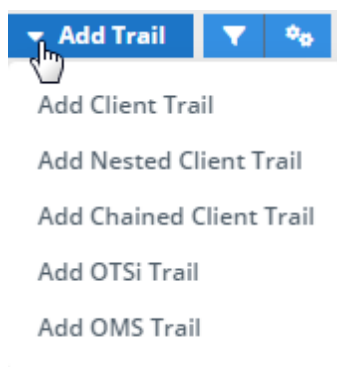 Add Trail
Add Client Trail
Add Nested Client Trail
Add Chained Client Trail
Add OTSi Trail
Add OMS Trail